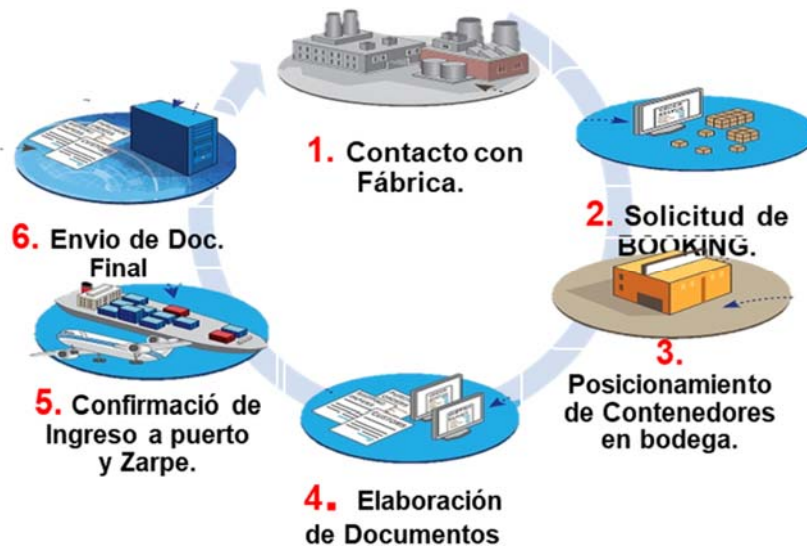 1. Contacto con
Fábrica.
2. Solicitud de
BOOKING.
3.
Posicionamiento
de Contenedores
en bodega.
4. Elaboración
de Documentos
5. Confirmació de
Ingreso a puerto
y Zarpe.
6. Envio de Doc.
Final